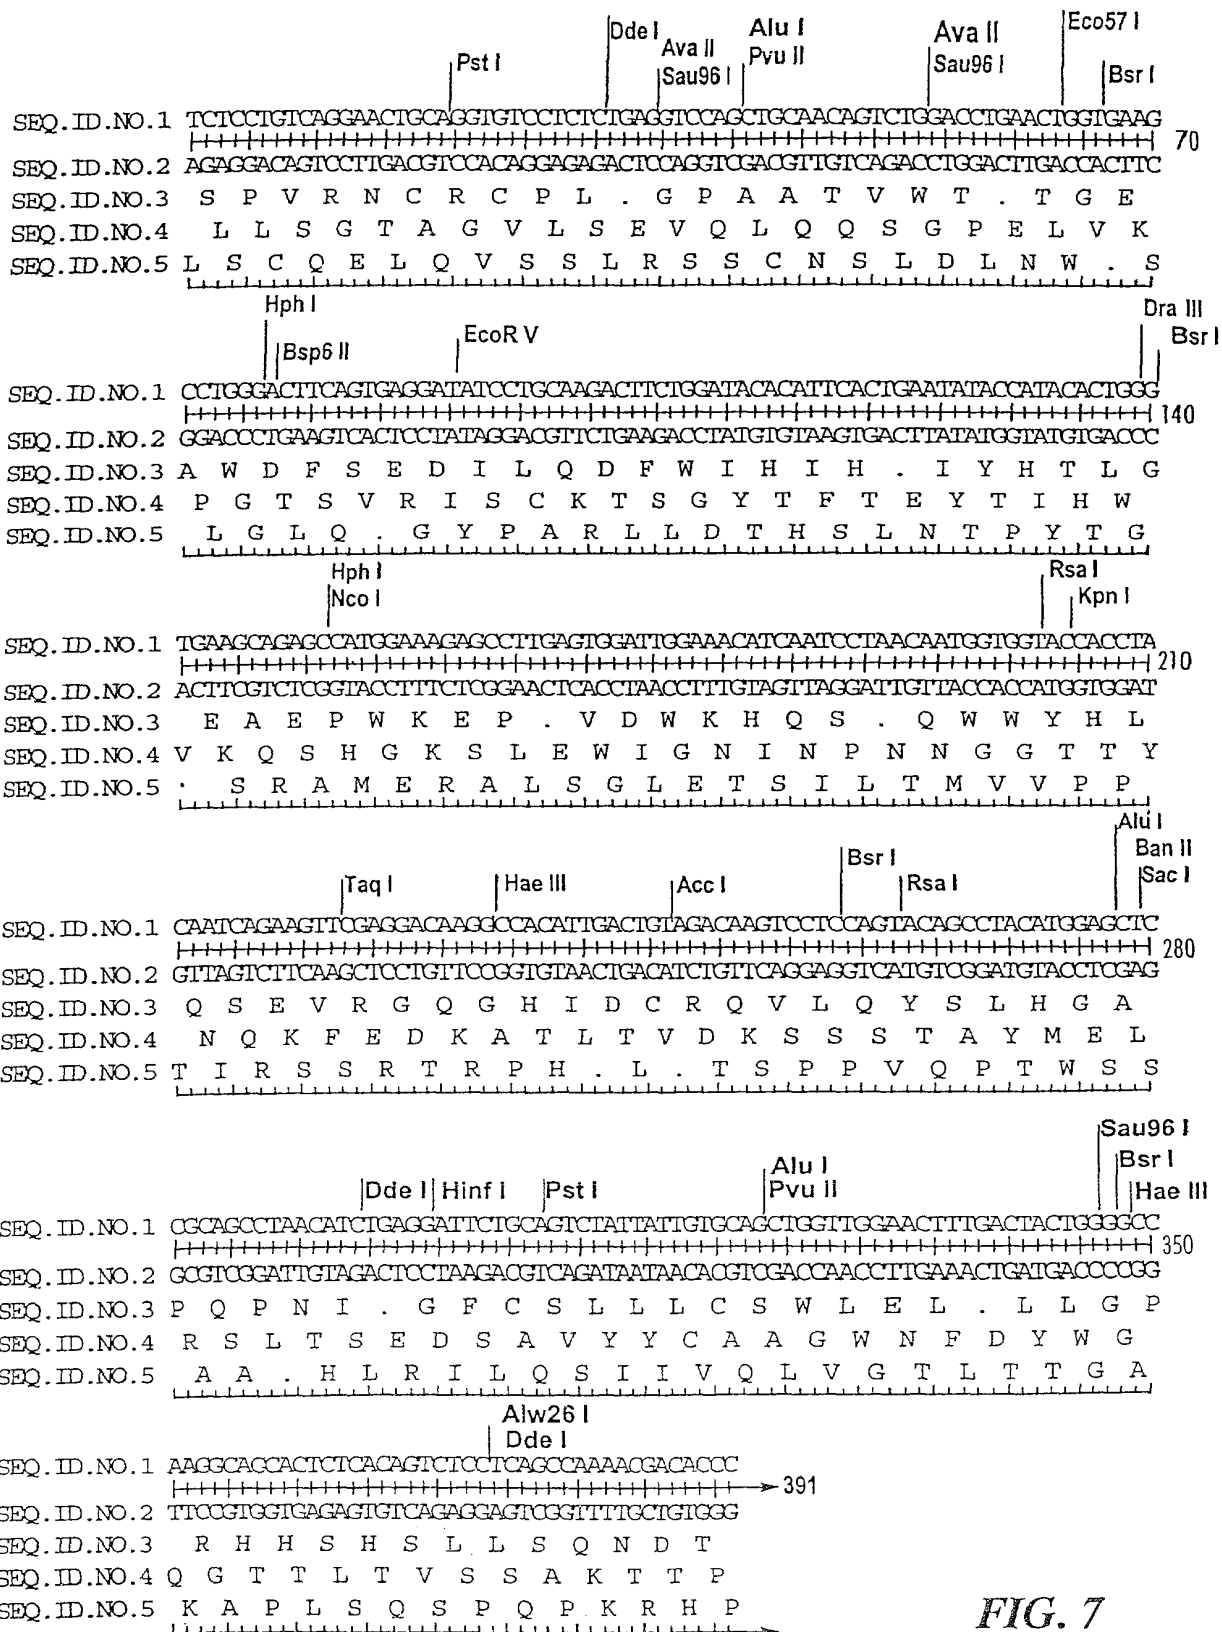 Dde I Alu I Ava II Eco57 I
Pst I Ava II Pvu II Sau96 I Bsr I
Sau96 I
SEQ.ID.NO.1 TCTCCTGTCAGGAACTGCAGGTGTCCTCTCTGAGGTCCAGCTGCAACAGTCTGGACCTGAACTGGTGAAG
70
SEQ.ID.NO.2 AGAGGACAGTCCTTGACGTCCACAGGAGAGACTCCAGGTCGACGTTGTCAGACCTGGACTTGACCACTTC
SEQ.ID.NO.3 S P V R N C R C P L . G P A A T V W T . T G E
SEQ.ID.NO.4 L L S G T A G V L S E V Q L Q Q S G P E L V K
SEQ.ID.NO.5 L S C Q E L Q V S S L R S S C N S L D L N W . S
Hph I Dra III
Bsp6 II EcoR V Bsr I
SEQ.ID.NO.1 CCTGGGACTTCAGTGAGGATATCCTGCAAGACTTCTGGATACACATTCACTGAATATACCATACACTGGG
140
SEQ.ID.NO.2 GGACCCTGAAGTCACTCCTATAGGACGTTCTGAAGACCTATGTGTAAGTGACTTATATGGTATGTGACCC
SEQ.ID.NO.3 A W D F S E D I L Q D F W I H I H . I Y H T L G
SEQ.ID.NO.4 P G T S V R I S C K T S G Y T F T E Y T I H W
SEQ.ID.NO.5 L G L Q . G Y P A R L L D T H S L N T P Y T G
Hph I Rsa I
Nco I Kpn I
SEQ.ID.NO.1 TGAAGCAGAGCCATGGAAAGAGCCTTGAGTGGATTGGAAACATCAATCCTAACAATGGTGGTACCACCTA
210
SEQ.ID.NO.2 ACTTCGTCTCGGTACCTTTCTCGGAACTCACCTAACCTTTGTAGTTAGGATTGTTACCACCATGGTGGAT
SEQ.ID.NO.3 E A E P W K E P . V D W K H Q S . Q W W Y H L
SEQ.ID.NO.4 V K Q S H G K S L E W I G N I N P N N G G T T Y
SEQ.ID.NO.5 . S R A M E R A L S G L E T S I L T M V V P P
Alu I
Bsr I Ban II
Taq I Hae III Acc I Rsa I Sac I
SEQ.ID.NO.1 CAATCAGAAGTTCGAGGACAAGGCCACATTGACTGTAGACAAGTCCTCCAGTACAGCCTACATGGAGCTC
280
SEQ.ID.NO.2 GTTAGTCTTCAAGCTCCTGTTCCGGTGTAACTGACATCTGTTCAGGAGGTCATGTCGGATGTACCTCGAG
SEQ.ID.NO.3 Q S E V R G Q G H I D C R Q V L Q Y S L H G A
SEQ.ID.NO.4 N Q K F E D K A T L T V D K S S S T A Y M E L
SEQ.ID.NO.5 T I R S S R T R P H . L . T S P P V Q P T W S S
Sau96 I
Alu I Bsr I
Dde I Hinf I Pst I Pvu II Hae III
SEQ.ID.NO.1 CGCAGCCTAACATCTGAGGATTCTGCAGTCTATTATTGTGCAGCTGGTTGGAACTTTGACTACTGGGGCC
350
SEQ.ID.NO.2 GCGTCGGATTGTAGACTCCTAAGACGTCAGATAATAACACGTCGACCAACCTTGAAACTGATGACCCCGG
SEQ.ID.NO.3 P Q P N I . G F C S L L L C S W L E L . L L G P
SEQ.ID.NO.4 R S L T S E D S A V Y Y C A A G W N F D Y W G
SEQ.ID.NO.5 A A . H L R I L Q S I I V Q L V G T L T T G A
Alw26 I
Dde I
SEQ.ID.NO.1 AAGGCACCACTCTCACAGTCTCCTCAGCCAAAACGACACCC
391
SEQ.ID.NO.2 TTCCGTGGTGAGAGTGTCAGAGGAGTCGGTTTTGCTGTGGG
SEQ.ID.NO.3 R H H S H S L L S Q N D T
SEQ.ID.NO.4 Q G T T L T V S S A K T T P
SEQ.ID.NO.5 K A P L S Q S P Q P K R H P
FIG. 7